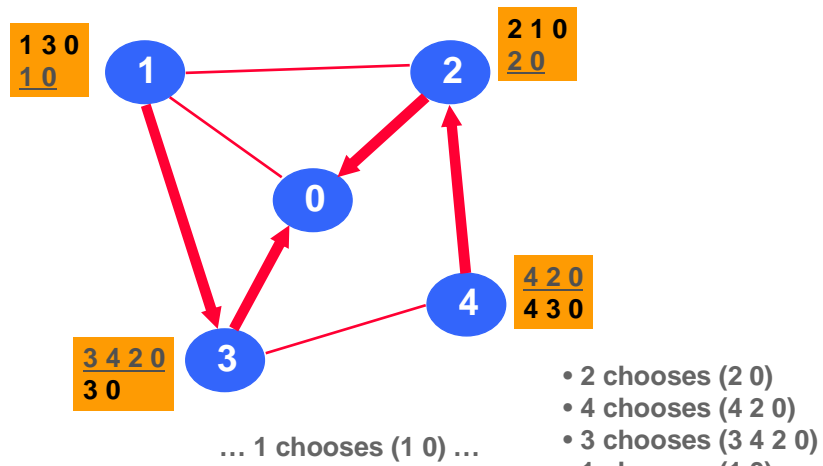 1 3 0
1 0
2 1 0
2 0
1
2
0
4 2 0
4 3 0
4
3 4 2 0
3 0
3
• 2 chooses (2 0)
• 4 chooses (4 2 0)
• 3 chooses (3 4 2 0)
… 1 chooses (1 0) …